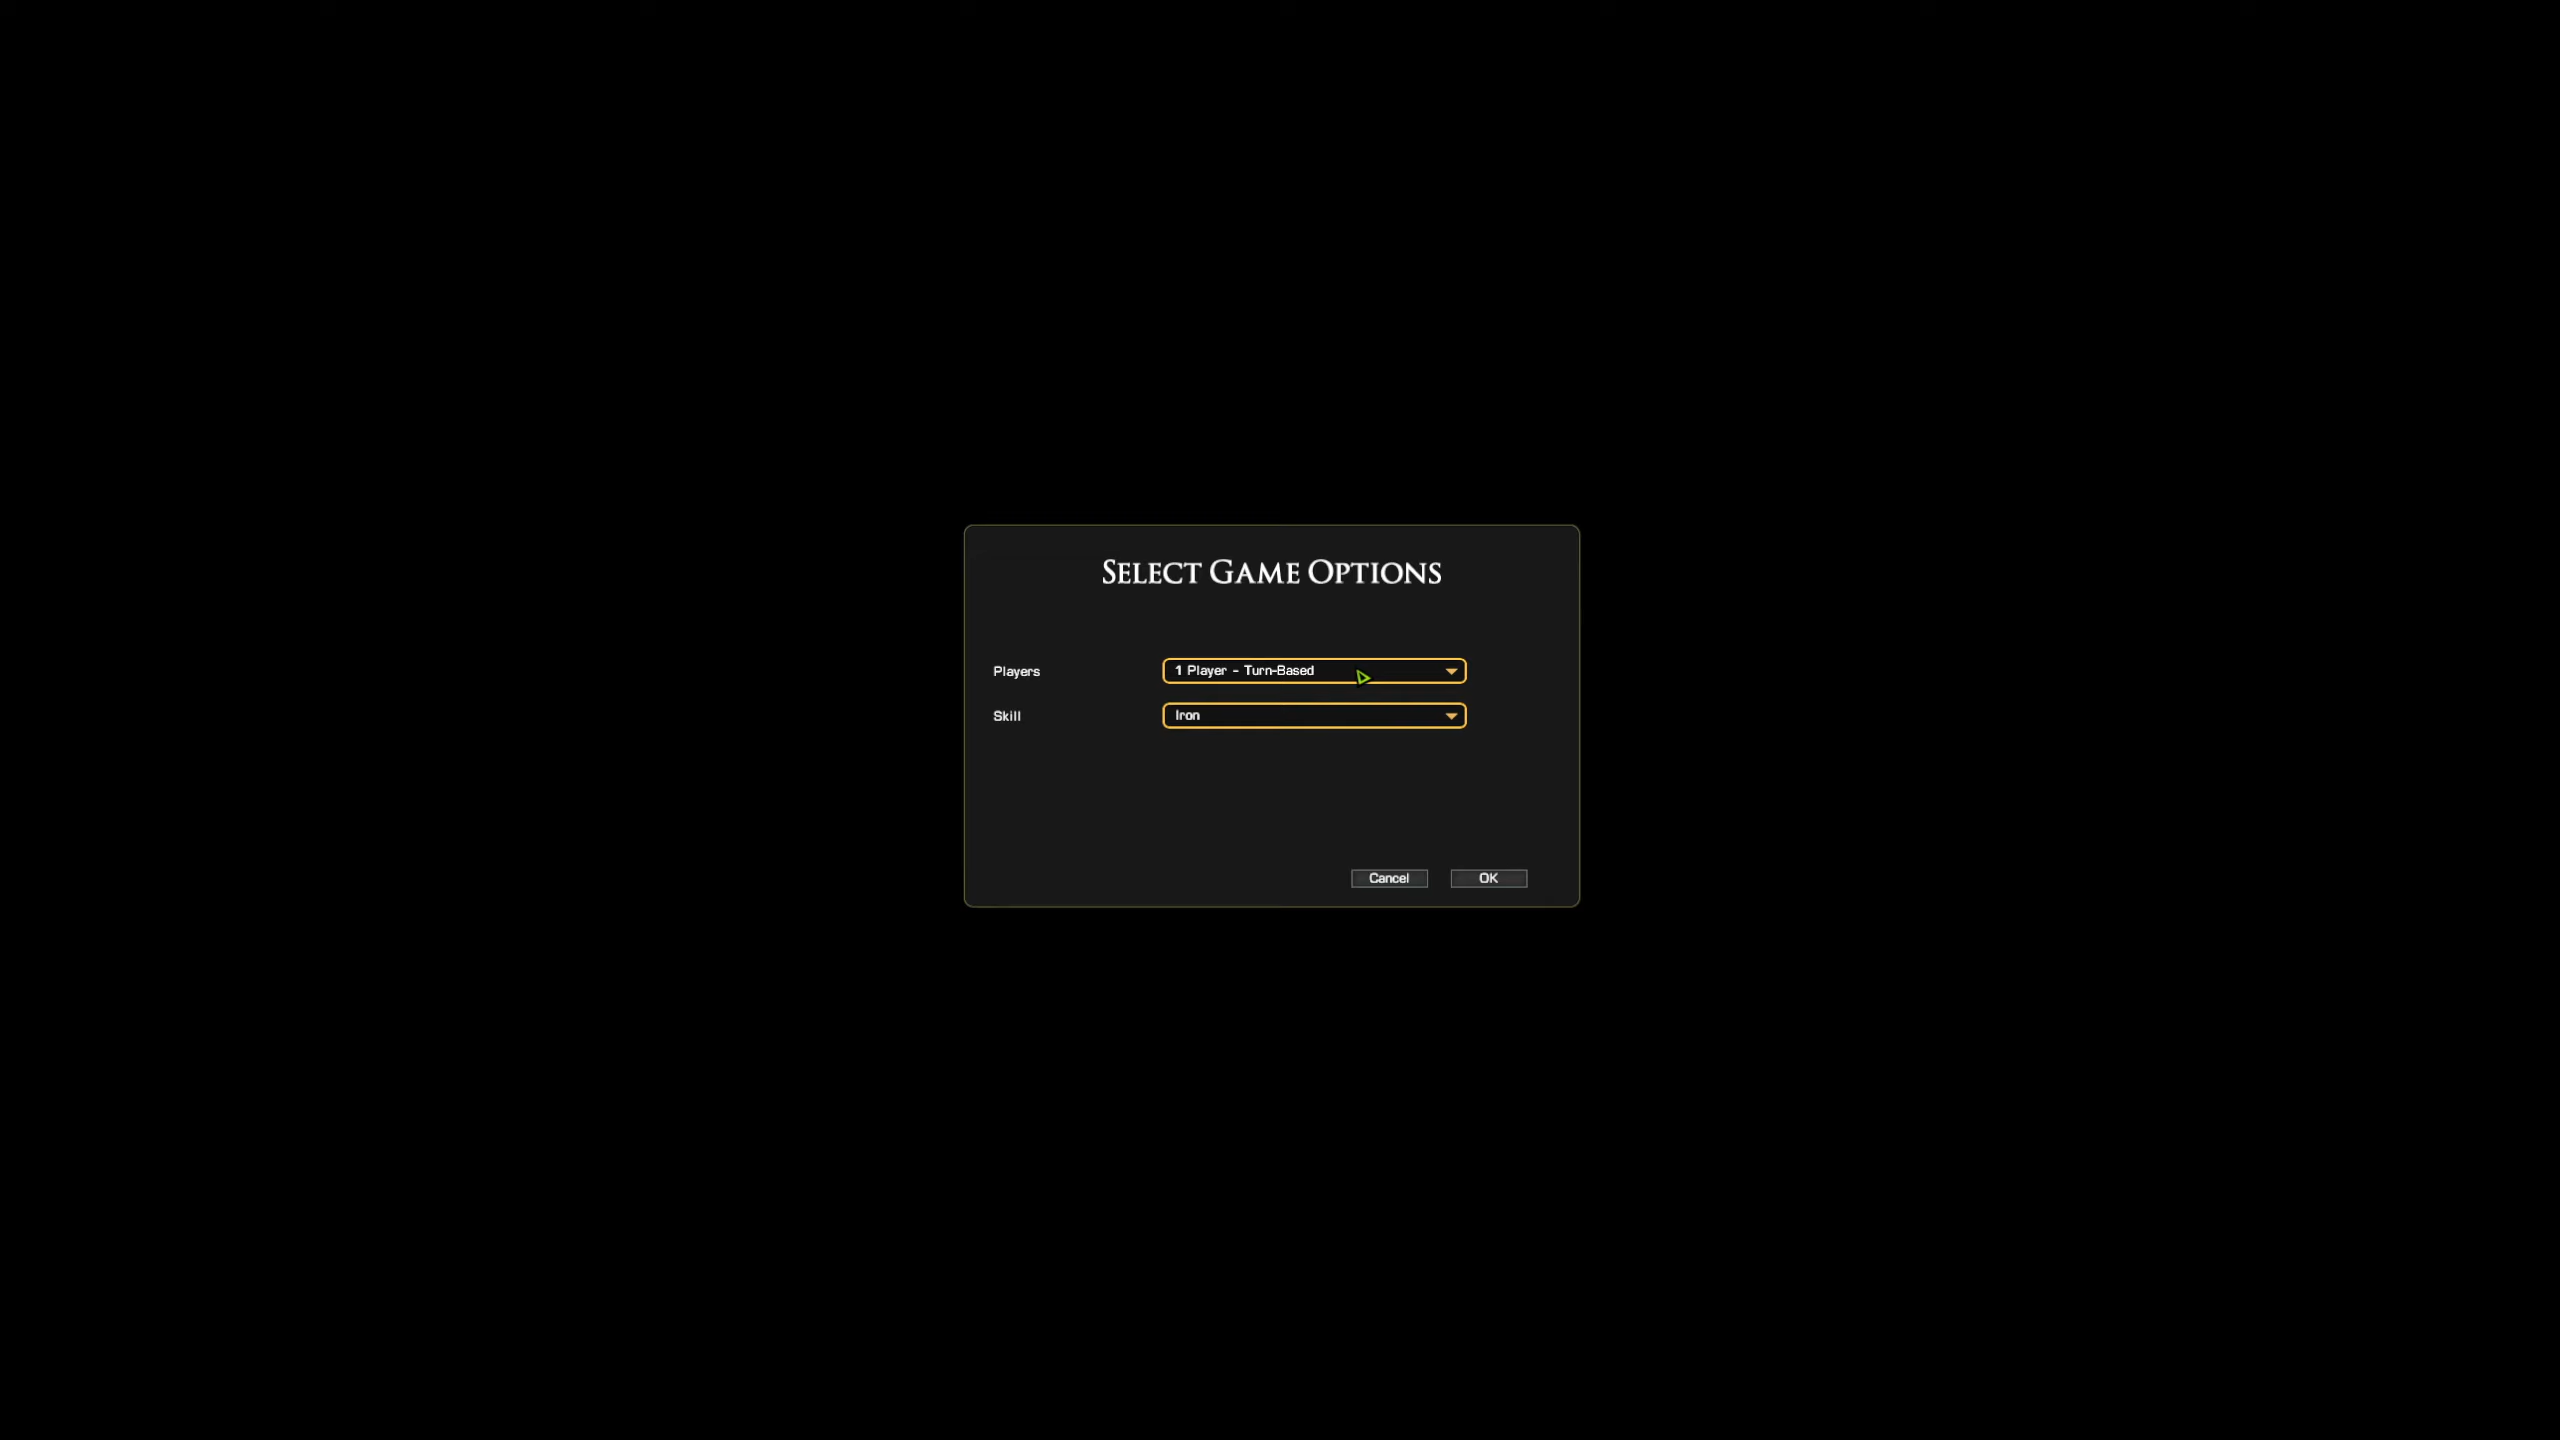 SELECT GAME OPTIONS
Players
1 Player - Turn-Based
Skill
Iron
Cancel
OK